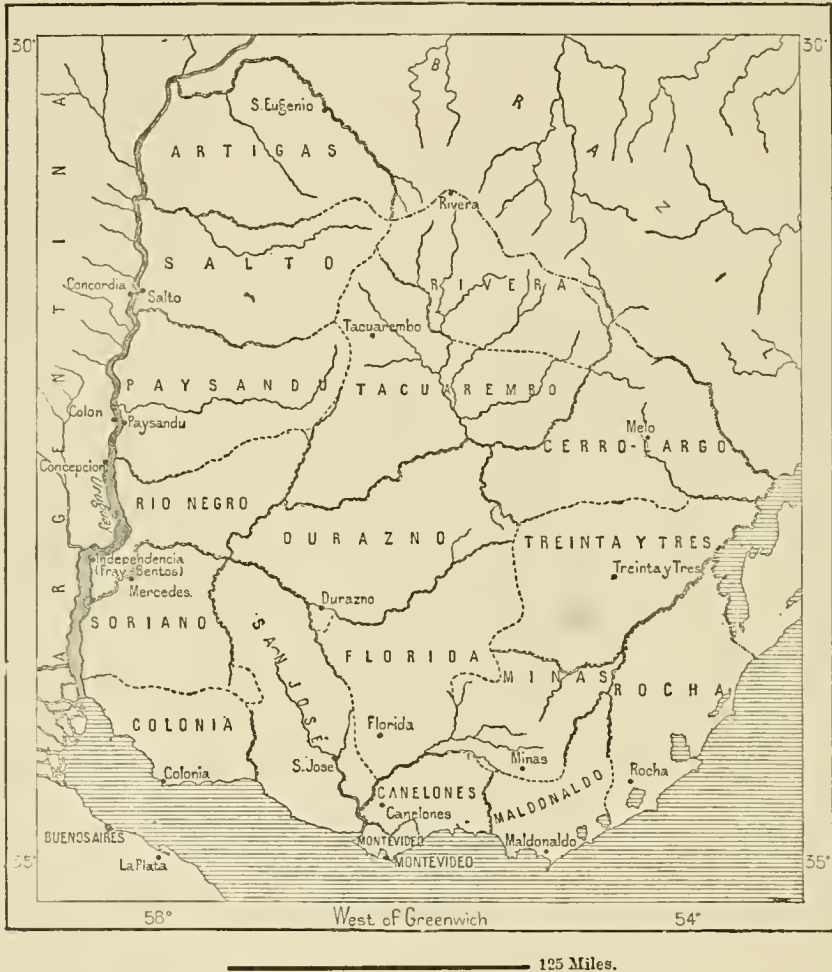 30°
30°
BRAZIL
S. Eugenio
ARTIGAS
ARGENTINA
Rivera
SALTO
RIVERA
Concordia
Salto
Tacuarembo
PAYSANDU
TACUAREMBO
Colon
Paysandu
Melo
CERRO-LARGO
Concepcion
Uruguay
RIO NEGRO
DURAZNO
TREINTA Y TRES
Independencia
(Fray-Bentos)
Treinta y Tres
Mercedes
Durazno
SORIANO
SAN JOSÉ
FLORIDA
MINAS
ROCHA
COLONIA
Florida
S. Jose
Minas
Colonia
Rocha
CANELONES
MALDONALDO
Canelones
BUENOS AIRES
MONTEVIDEO
Maldonaldo
35°
La Plata
MONTEVIDEO
35°
58°
West of Greenwich
54°
125 Miles.